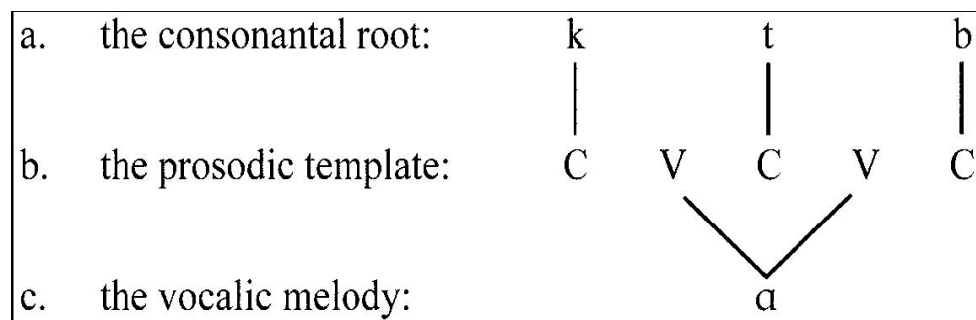 a. the consonantal root: k t b
b. the prosodic template: C V C V C
c. the vocalic melody: ɑ